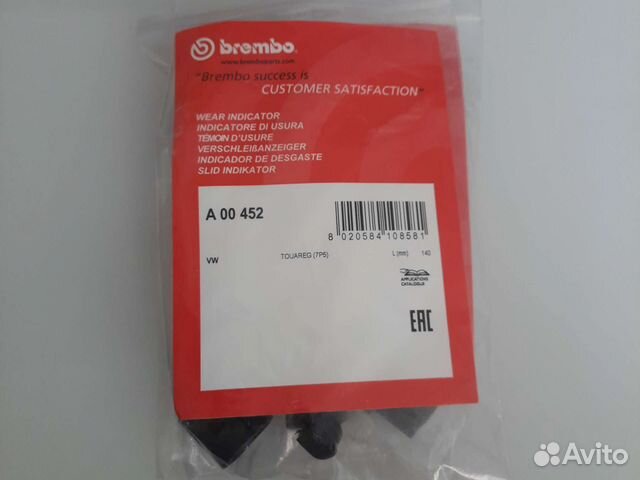 brembo
www.bremboparts.com
"Brembo success is
CUSTOMER SATISFACTION"
WEAR INDICATOR
INDICATORE DI USURA
TÉMOIN D'USURE
VERSCHLEIßANZEIGER
INDICADOR DE DESGASTE
SLID INDIKATOR
A 00 452
8 020584 108581
VW TOUAREG (7P5) L (mm) 140
APPLICATIONS
CATALOGUE
EAC
Avito